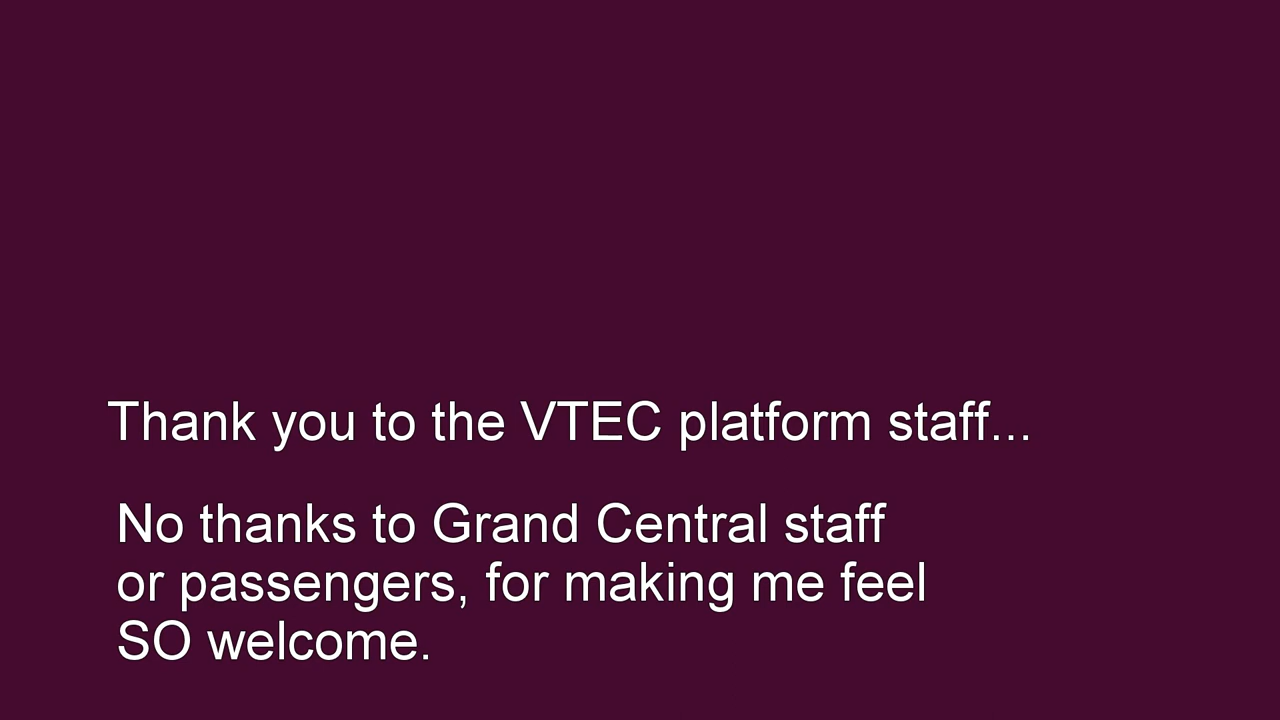 Thank you to the VTEC platform staff...
No thanks to Grand Central staff
or passengers, for making me feel
SO welcome.